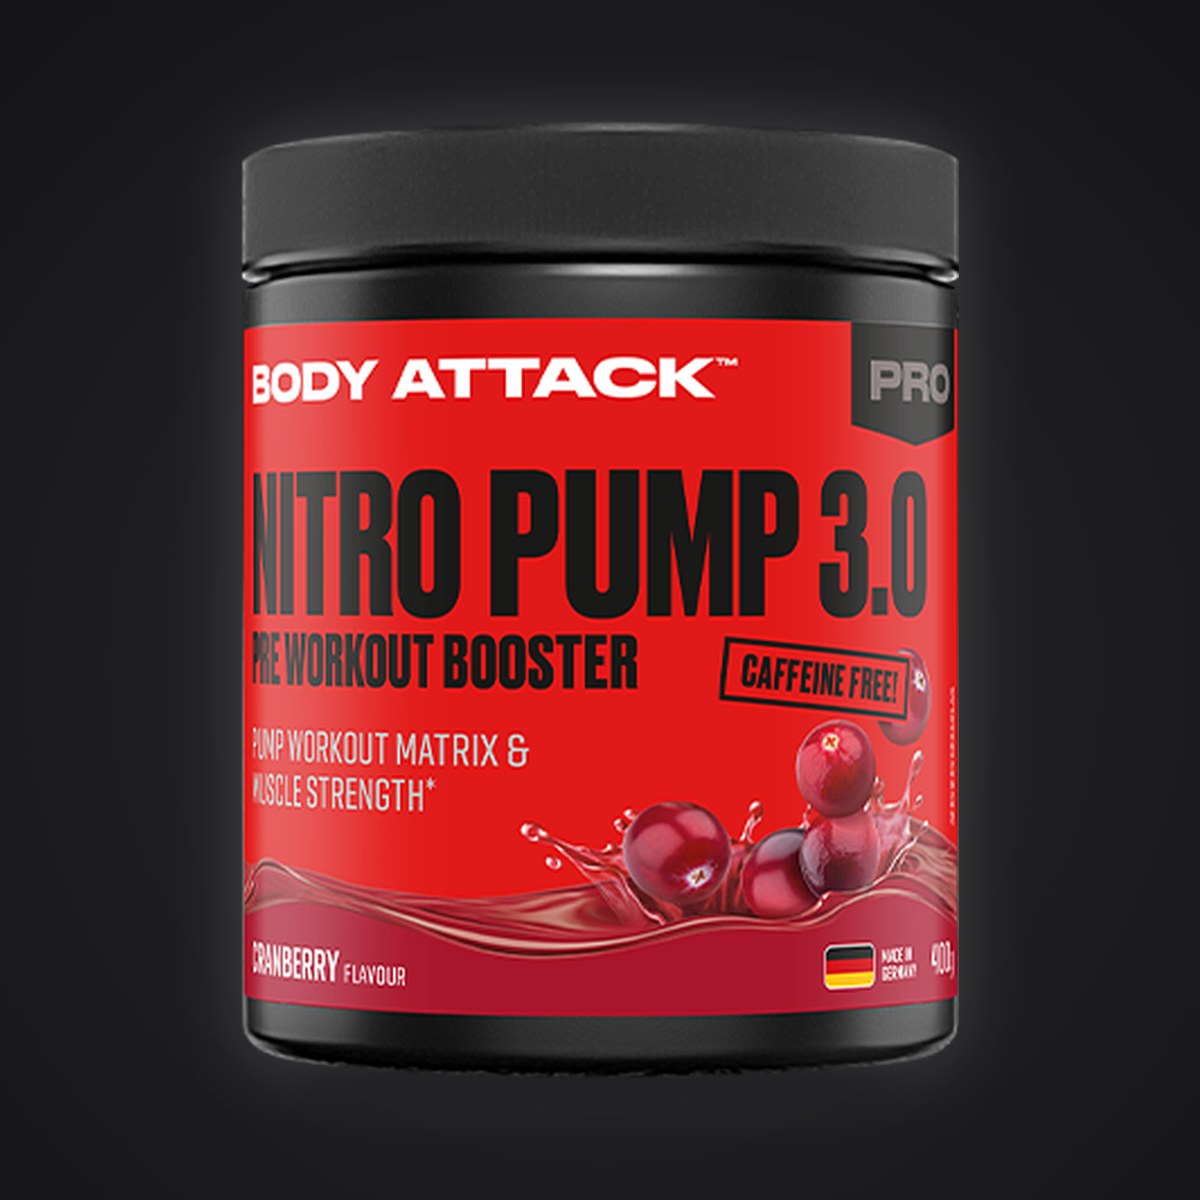 BODY ATTACK™
PRO
NITRO PUMP 3.0
PRE WORKOUT BOOSTER
CAFFEINE FREE!
PUMP WORKOUT MATRIX &
MUSCLE STRENGTH*
CRANBERRY FLAVOUR
MADE IN
GERMANY
400g